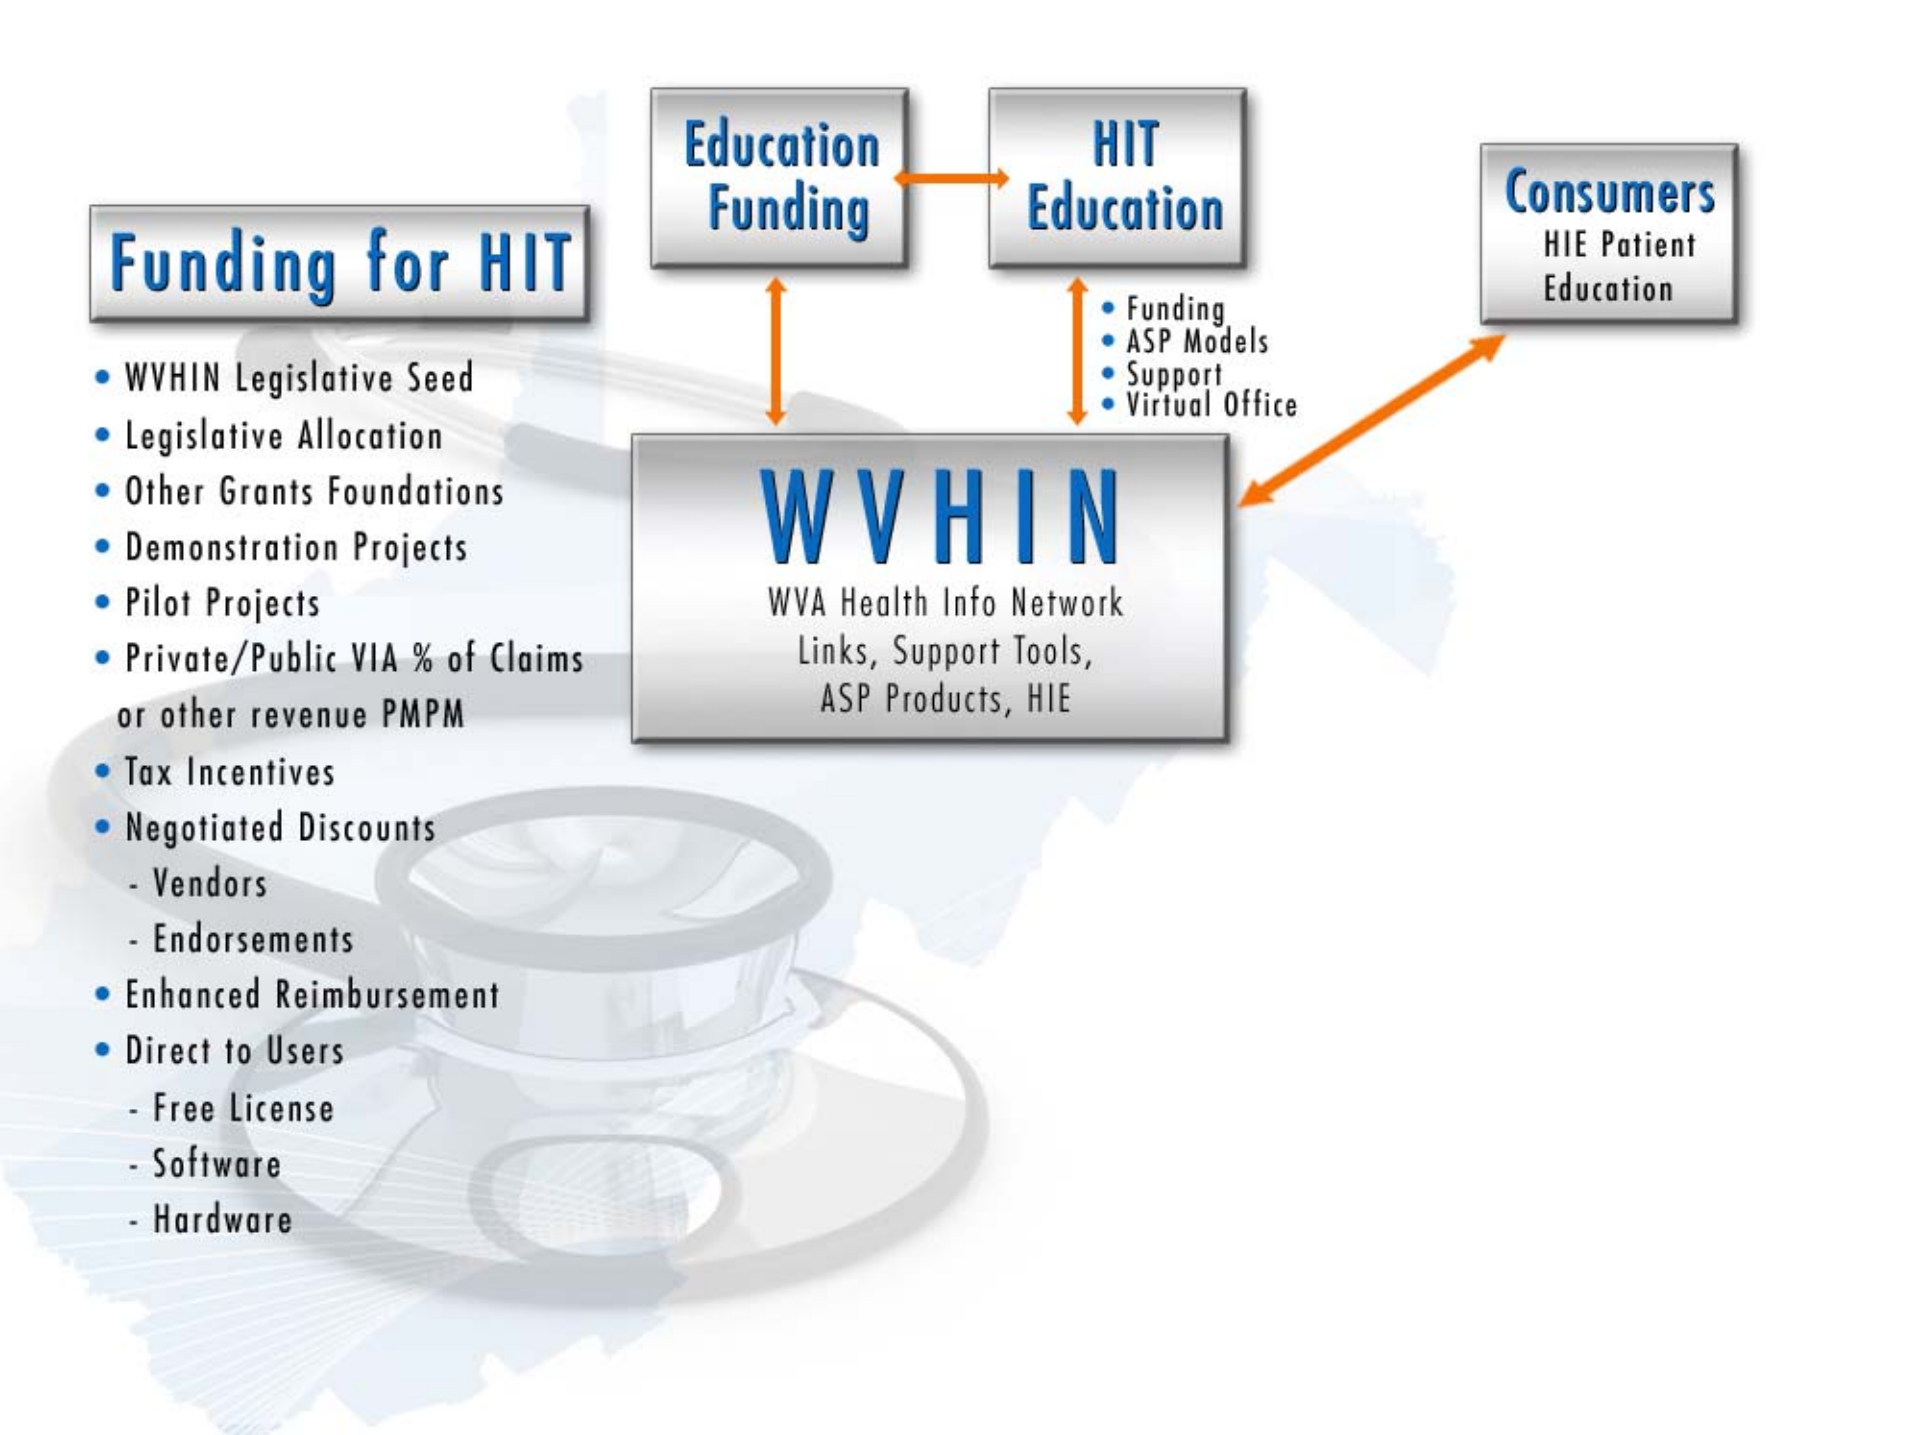 Education
Funding
HIT
Education
Consumers
HIE Patient
Education
Funding for HIT
• Funding
• ASP Models
• Support
• Virtual Office
• WVHIN Legislative Seed
• Legislative Allocation
• Other Grants Foundations
• Demonstration Projects
• Pilot Projects
• Private/Public VIA % of Claims
or other revenue PMPM
• Tax Incentives
• Negotiated Discounts
- Vendors
- Endorsements
• Enhanced Reimbursement
• Direct to Users
- Free License
- Software
- Hardware
WVHIN
WVA Health Info Network
Links, Support Tools,
ASP Products, HIE